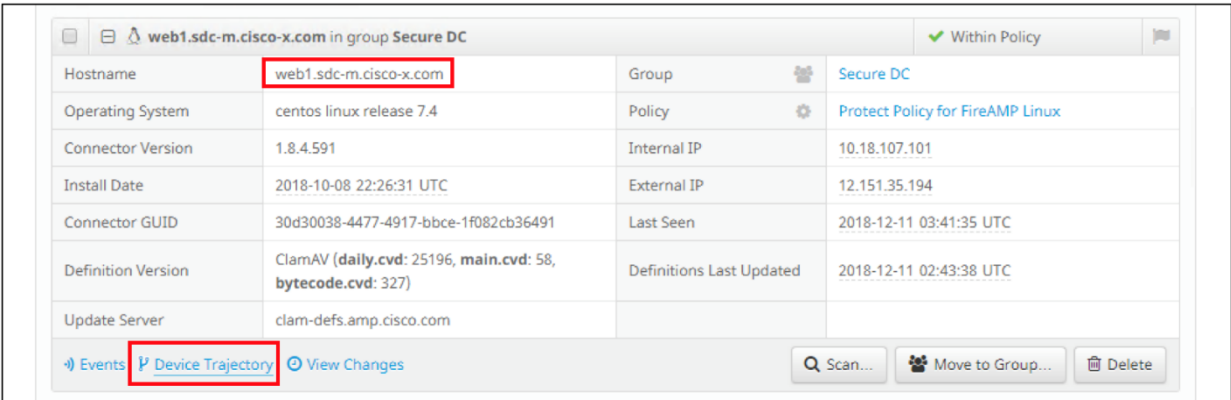 web1.sdc-m.cisco-x.com in group Secure DC Within Policy
Hostname web1.sdc-m.cisco-x.com Group Secure DC
Operating System centos linux release 7.4 Policy Protect Policy for FireAMP Linux
Connector Version 1.8.4.591 Internal IP 10.18.107.101
Install Date 2018-10-08 22:26:31 UTC External IP 12.151.35.194
Connector GUID 30d30038-4477-4917-bbce-1f082cb36491 Last Seen 2018-12-11 03:41:35 UTC
Definition Version ClamAV (daily.cvd: 25196, main.cvd: 58,
bytecode.cvd: 327) Definitions Last Updated 2018-12-11 02:43:38 UTC
Update Server clam-defs.amp.cisco.com
Events Device Trajectory View Changes Scan... Move to Group... Delete